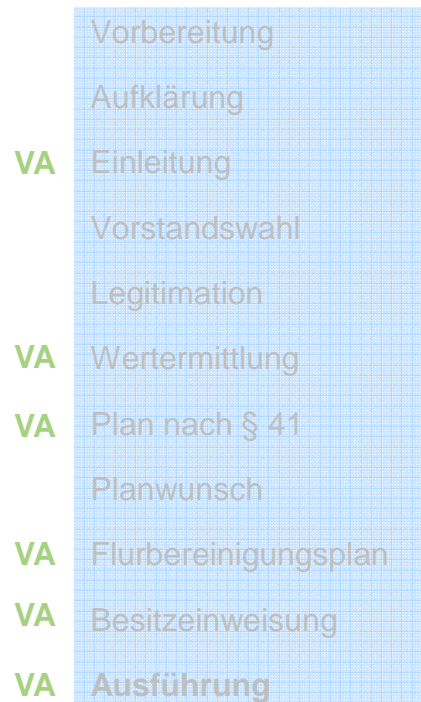 Vorbereitung
Aufklärung
VA Einleitung
Vorstandswahl
Legitimation
VA Wertermittlung
VA Plan nach § 41
Planwunsch
VA Flurbereinigungsplan
VA Besitzeinweisung
VA Ausführung